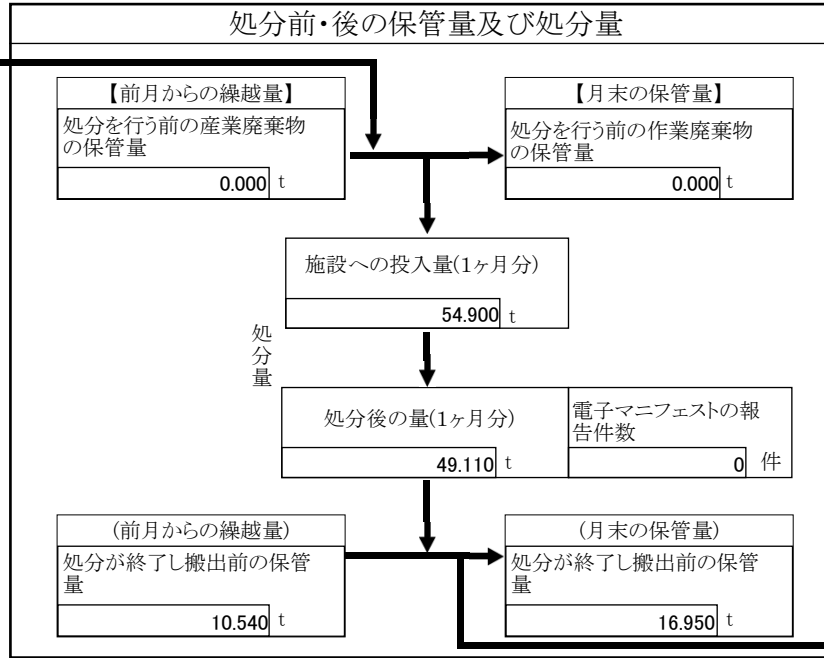 処分前・後の保管量及び処分量
【前月からの繰越量】
処分を行う前の産業廃棄物
の保管量
0.000 t
【月末の保管量】
処分を行う前の作業廃棄物
の保管量
0.000 t
施設への投入量(1ヶ月分)
54.900 t
処分量
処分後の量(1ヶ月分)
49.110 t
電子マニフェストの報
告件数
0 件
(前月からの繰越量)
処分が終了し搬出前の保管
量
10.540 t
(月末の保管量)
処分が終了し搬出前の保管
量
16.950 t